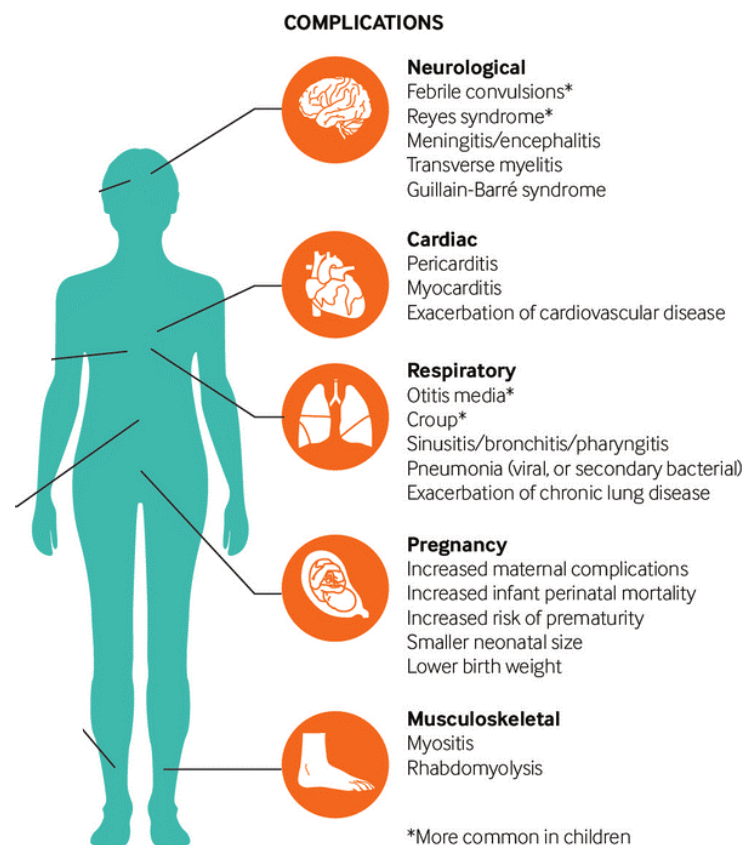 COMPLICATIONS
Neurological
Febrile convulsions*
Reyes syndrome*
Meningitis/encephalitis
Transverse myelitis
Guillain-Barré syndrome
Cardiac
Pericarditis
Myocarditis
Exacerbation of cardiovascular disease
Respiratory
Otitis media*
Croup*
Sinusitis/bronchitis/pharyngitis
Pneumonia (viral, or secondary bacterial)
Exacerbation of chronic lung disease
Pregnancy
Increased maternal complications
Increased infant perinatal mortality
Increased risk of prematurity
Smaller neonatal size
Lower birth weight
Musculoskeletal
Myositis
Rhabdomyolysis
*More common in children